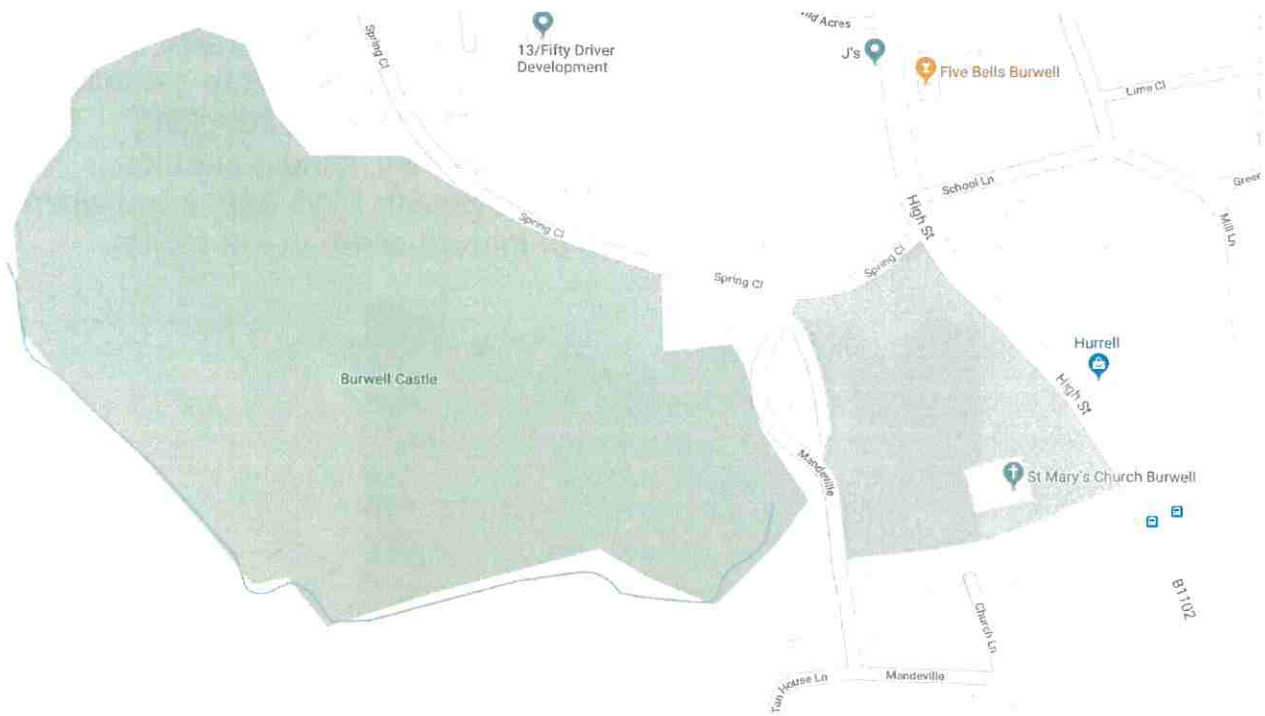 Spring Cl
13/Fifty Driver
Development
Acres
J's
Five Bells Burwell
Lime Cl
School Ln
Green
High St
Mill Ln
Spring Cl
Spring Cl
Spring Cl
Hurrell
Burwell Castle
High St
Mandeville
St Mary's Church Burwell
B1102
Church Ln
Tan House Ln
Mandeville